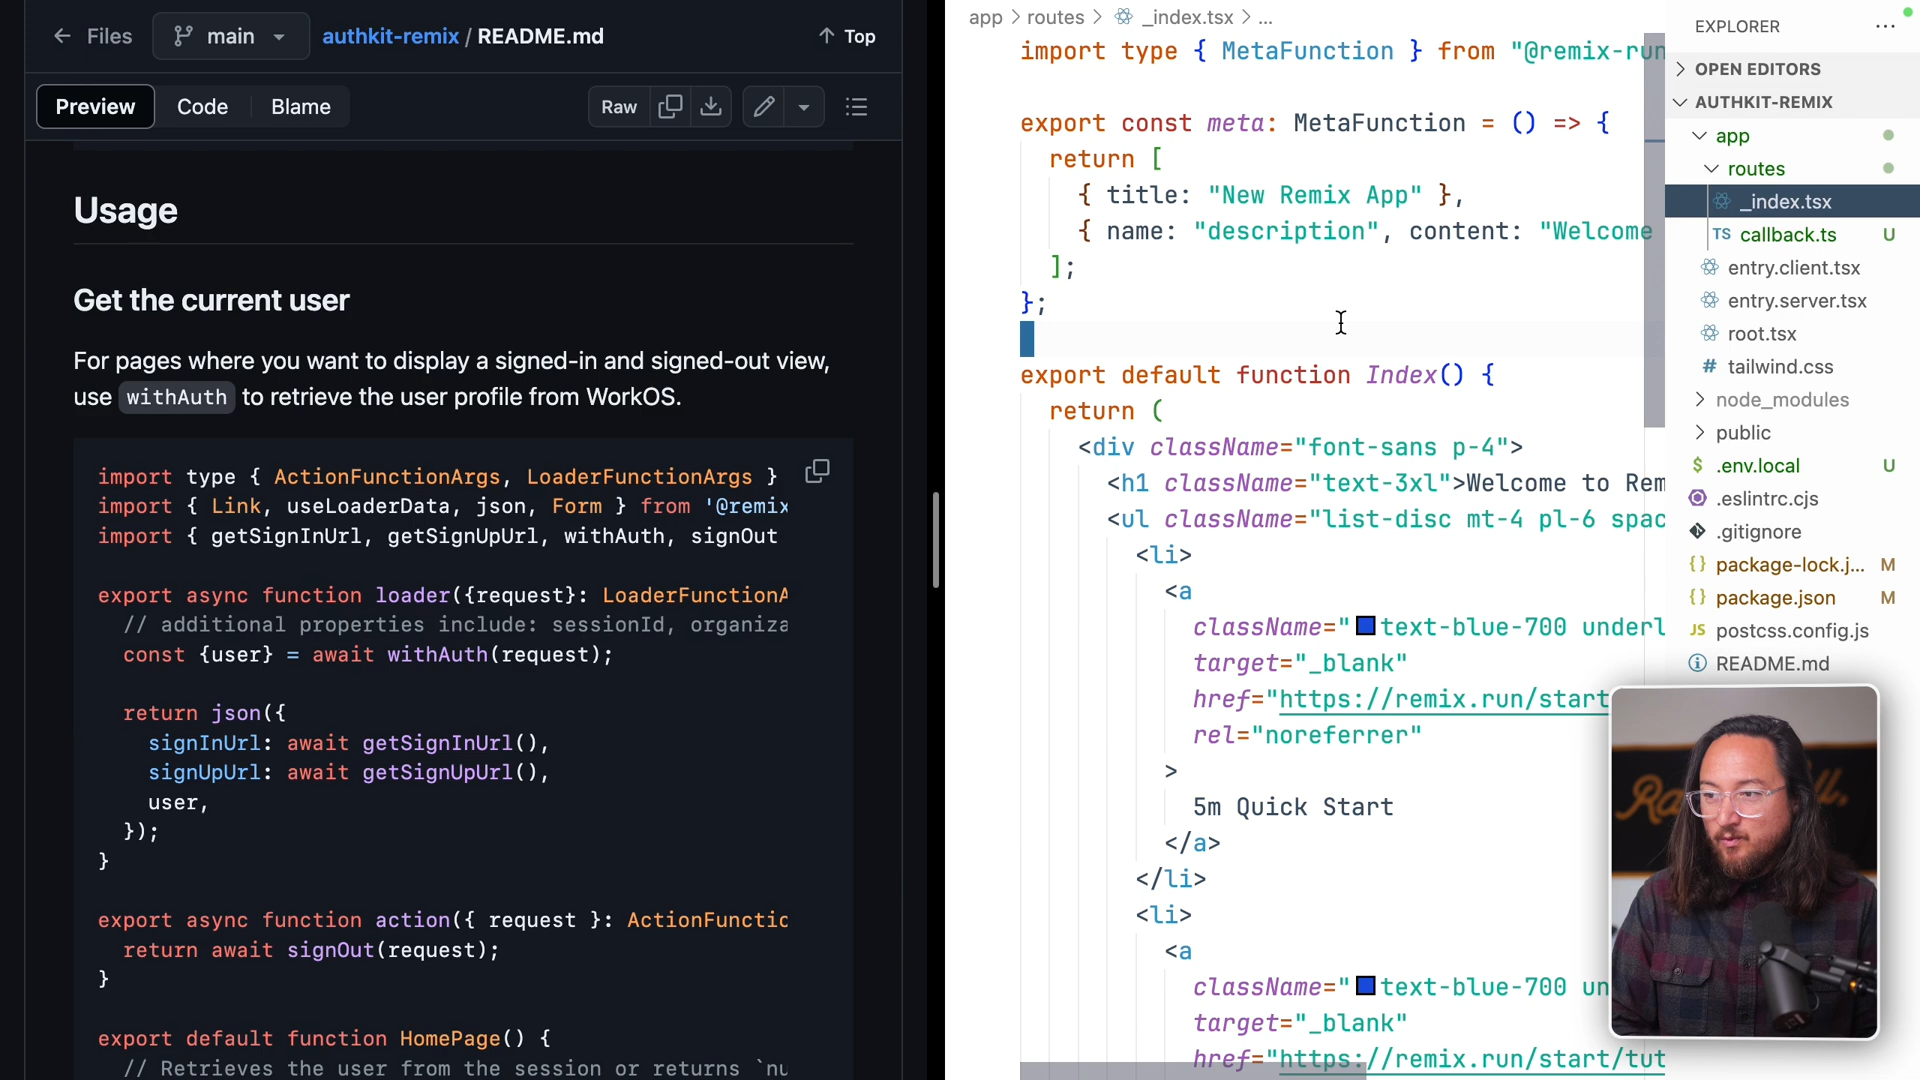 Files
main
authkit-remix / README.md
Top
Preview
Code
Blame
Raw
Usage
Get the current user
For pages where you want to display a signed-in and signed-out view,
use withAuth to retrieve the user profile from WorkOS.
import type { ActionFunctionArgs, LoaderFunctionArgs }
import { Link, useLoaderData, json, Form } from '@remix
import { getSignInUrl, getSignUpUrl, withAuth, signOut
export async function loader({request}: LoaderFunctionA
// additional properties include: sessionId, organiza
const {user} = await withAuth(request);
return json({
signInUrl: await getSignInUrl(),
signUpUrl: await getSignUpUrl(),
user,
});
}
export async function action({ request }: ActionFunctic
return await signOut(request);
}
export default function HomePage() {
// Retrieves the user from the session or returns `nu
app > routes > _index.tsx > ...
import type { MetaFunction } from "@remix-run
export const meta: MetaFunction = () => {
return [
{ title: "New Remix App" },
{ name: "description", content: "Welcome
];
};
export default function Index() {
return (
<div className="font-sans p-4">
<h1 className="text-3xl">Welcome to Rem
<ul className="list-disc mt-4 pl-6 spac
<li>
<a
className="text-blue-700 underl
target="_blank"
href="https://remix.run/start
rel="noreferrer"
>
5m Quick Start
</a>
</li>
<li>
<a
className="text-blue-700 un
target="_blank"
href="https://remix.run/start/tut
EXPLORER
...
OPEN EDITORS
AUTHKIT-REMIX
app
routes
_index.tsx
TS callback.ts U
entry.client.tsx
entry.server.tsx
root.tsx
# tailwind.css
node_modules
public
$ .env.local U
.eslintrc.cjs
.gitignore
{} package-lock.j... M
{} package.json M
JS postcss.config.js
README.md